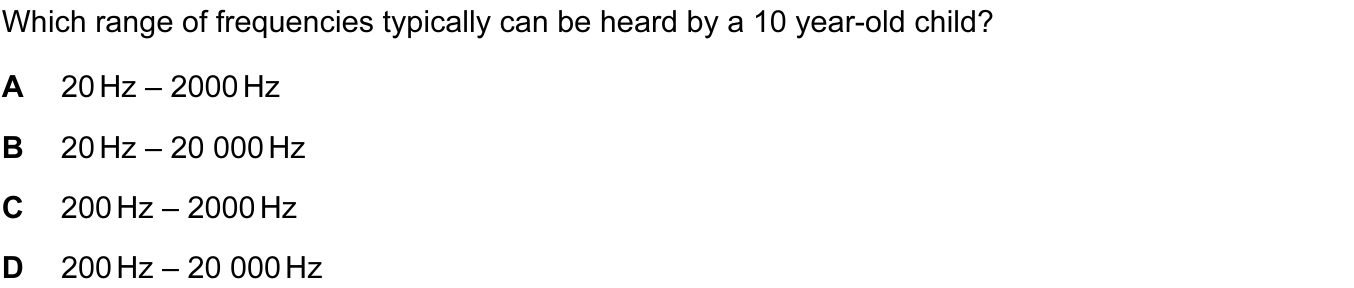 Which range of frequencies typically can be heard by a 10 year-old child?
A 20 Hz – 2000 Hz
B 20 Hz – 20 000 Hz
C 200 Hz – 2000 Hz
D 200 Hz – 20 000 Hz